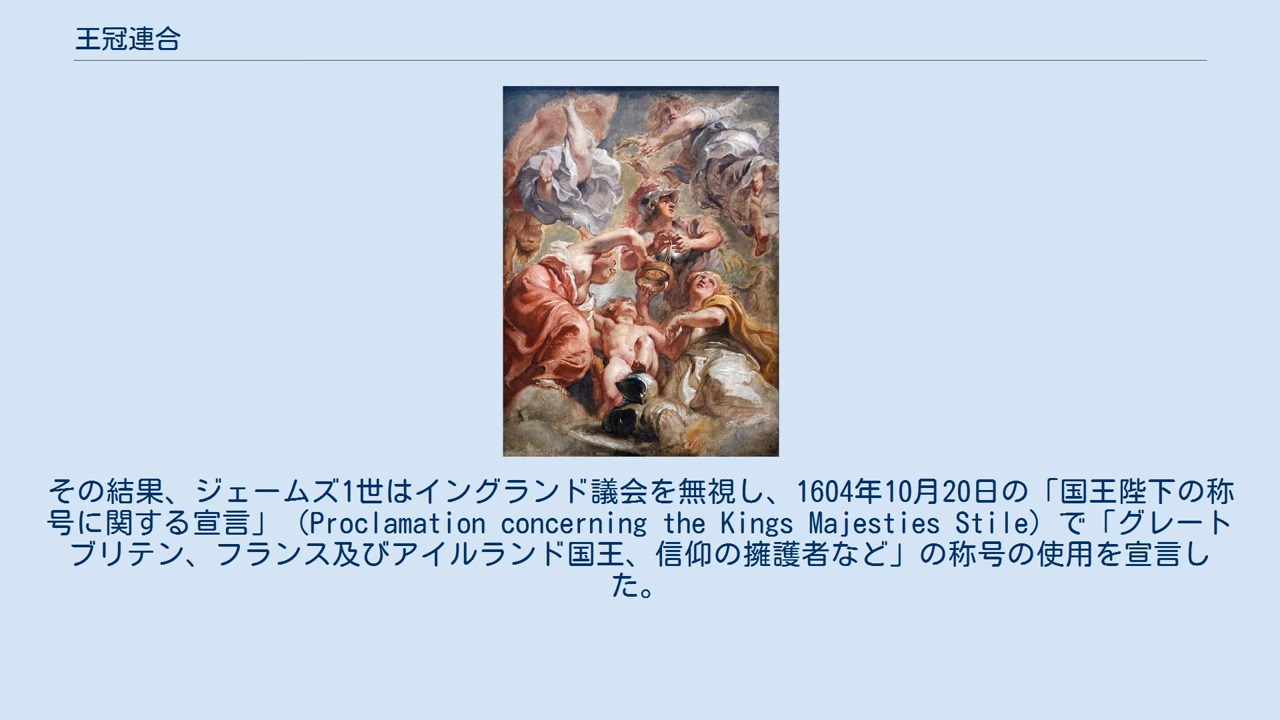 王冠連合
その結果、ジェームズ1世はイングランド議会を無視し、1604年10月20日の「国王陛下の称
号に関する宣言」（Proclamation concerning the Kings Majesties Stile）で「グレート
ブリテン、フランス及びアイルランド国王、信仰の擁護者など」の称号の使用を宣言し
た。